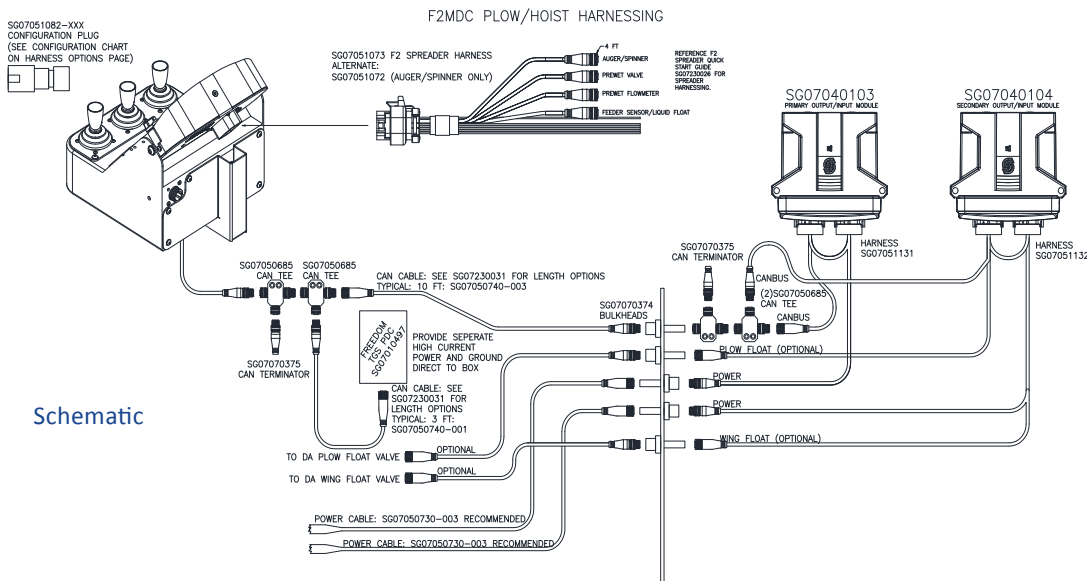 F2MDC PLOW/HOIST HARNESSING
SG07051082-XXX
CONFIGURATION PLUG
(SEE CONFIGURATION CHART
ON HARNESS OPTIONS PAGE)
SG07051073 F2 SPREADER HARNESS
ALTERNATE:
SG07051072 (AUGER/SPINNER ONLY)
4 FT
AUGER/SPINNER
PREWET VALVE
PREWET FLOWMETER
FEEDER SENSOR/LIQUID FLOAT
REFERENCE F2
SPREADER QUICK
START GUIDE
SG07230026 FOR
SPREADER
HARNESSING.
SG07040103
PRIMARY OUTPUT/INPUT MODULE
SG07040104
SECONDARY OUTPUT/INPUT MODULE
HARNESS
SG07051131
HARNESS
SG07051132
SG07050685
CAN TEE
SG07050685
CAN TEE
CAN CABLE: SEE SG07230031 FOR LENGTH OPTIONS
TYPICAL: 10 FT: SG07050740-003
SG07070375
CAN TERMINATOR
SG07070374
BULKHEADS
SG07070375
CAN TERMINATOR
CANBUS
(2)SG07050685
CAN TEE
CANBUS
FREEDOM
TGS PDC
SG07010497
PROVIDE SEPERATE
HIGH CURRENT
POWER AND GROUND
DIRECT TO BOX
CAN CABLE: SEE
SG07230031 FOR
LENGTH OPTIONS
TYPICAL: 3 FT:
SG07050740-001
PLOW FLOAT (OPTIONAL)
POWER
POWER
WING FLOAT (OPTIONAL)
Schematic
TO DA PLOW FLOAT VALVE
OPTIONAL
TO DA WING FLOAT VALVE
OPTIONAL
POWER CABLE: SG07050730-003 RECOMMENDED
POWER CABLE: SG07050730-003 RECOMMENDED